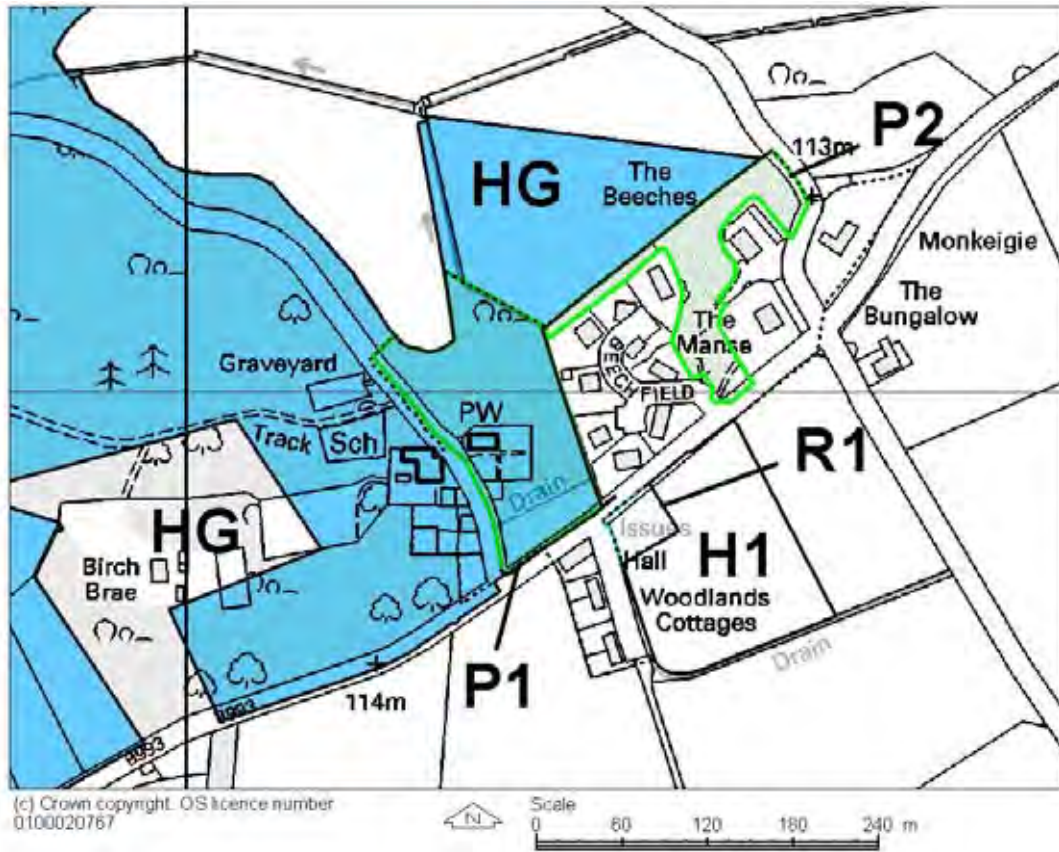 P2
113m
HG
The
Beeches
Monkeigie
The
Bungalow
The
Manse
BEECH
FIELD
Graveyard
PW
Track
Sch
R1
Drain
Issues
HG
Hall
H1
Birch
Brae
Woodlands
Cottages
Drain
P1
114m
B993
B993
(c) Crown copyright. OS licence number
0100020767
N
Scale
0 60 120 180 240 m